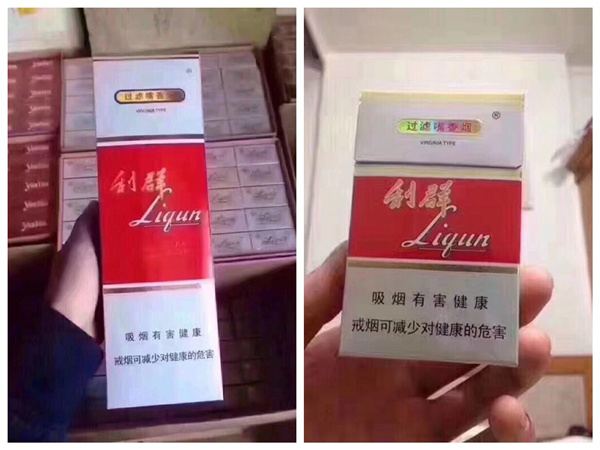 过滤嘴香烟
VIRGINIA TYPE
利群
Liqun
吸烟有害健康
戒烟可减少对健康的危害
过滤嘴香烟
®
VIRGINIA TYPE
利群
Liqun
吸烟有害健康
戒烟可减少对健康的危害